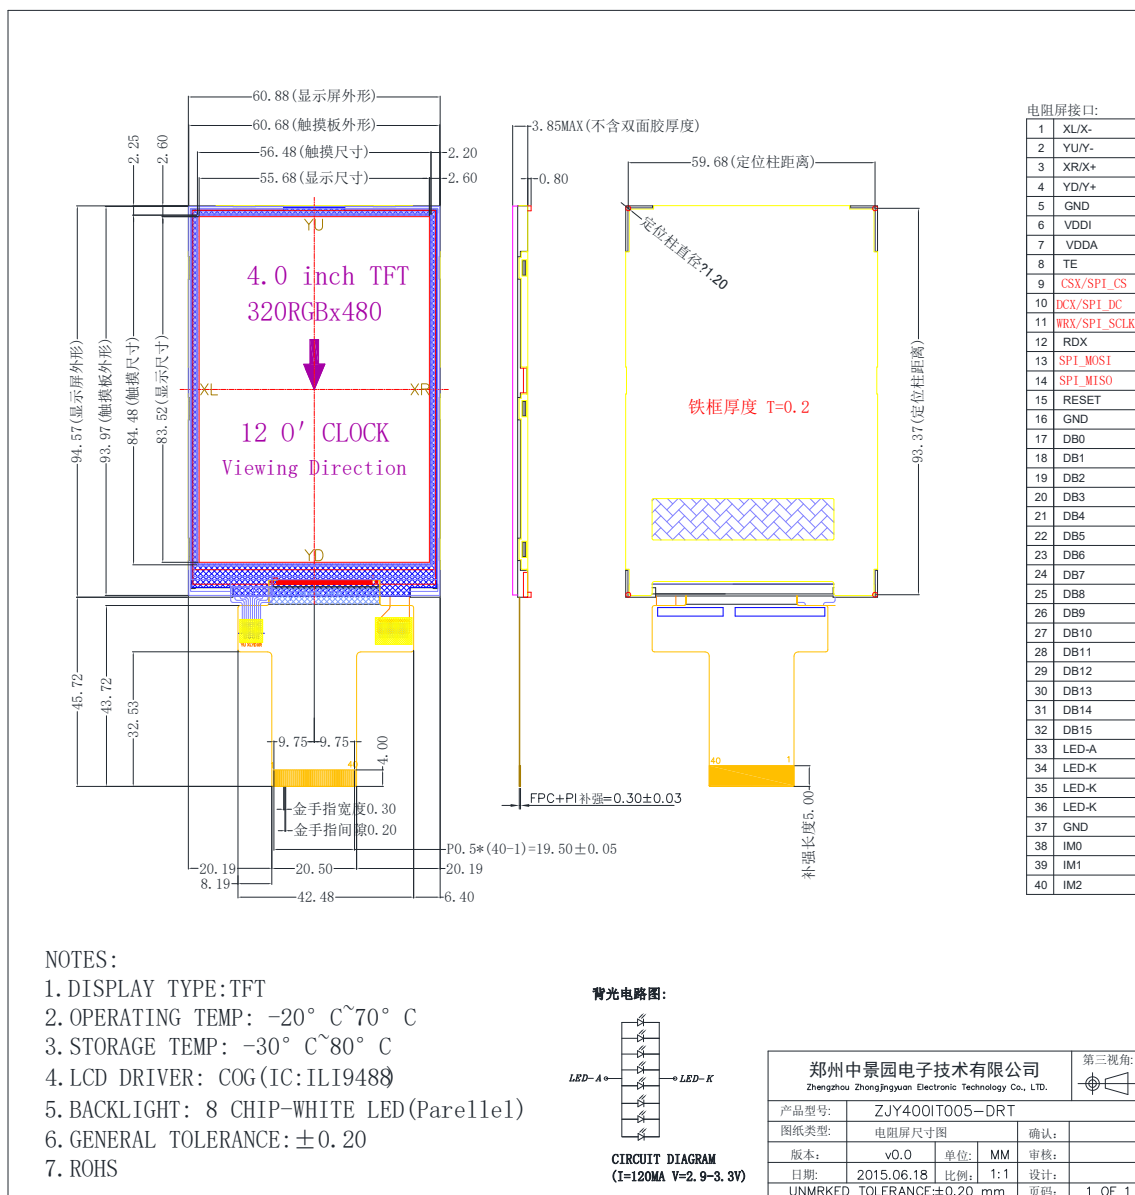 60.88(显示屏外形)
60.68(触摸板外形)
56.48(触摸尺寸)
2.20
55.68(显示尺寸)
2.60
2.25
2.60
94.57(显示屏外形)
93.97(触摸板外形)
84.48(触摸尺寸)
83.52(显示尺寸)
YU
4.0 inch TFT
320RGBx480
XL
XR
12 O' CLOCK
Viewing Direction
YD
45.72
43.72
32.53
9.75
9.75
4.00
金手指宽度0.30
金手指间隙0.20
P0.5*(40-1)=19.50±0.05
20.19
20.50
20.19
8.19
42.48
6.40
3.85MAX(不含双面胶厚度)
0.80
FPC+PI补强=0.30±0.03
59.68(定位柱距离)
定位柱直径?1.20
93.37(定位柱距离)
铁框厚度 T=0.2
40
1
补强长度5.00
电阻屏接口:
1 XL/X-
2 YU/Y-
3 XR/X+
4 YD/Y+
5 GND
6 VDDI
7 VDDA
8 TE
9 CSX/SPI_CS
10 DCX/SPI_DC
11 WRX/SPI_SCLK
12 RDX
13 SPI_MOSI
14 SPI_MISO
15 RESET
16 GND
17 DB0
18 DB1
19 DB2
20 DB3
21 DB4
22 DB5
23 DB6
24 DB7
25 DB8
26 DB9
27 DB10
28 DB11
29 DB12
30 DB13
31 DB14
32 DB15
33 LED-A
34 LED-K
35 LED-K
36 LED-K
37 GND
38 IM0
39 IM1
40 IM2
NOTES:
1. DISPLAY TYPE:TFT
2. OPERATING TEMP: -20° C~70° C
3. STORAGE TEMP: -30° C~80° C
4. LCD DRIVER: COG(IC:ILI9488)
5. BACKLIGHT: 8 CHIP-WHITE LED(Parellel)
6. GENERAL TOLERANCE:±0.20
7. ROHS
背光电路图:
LED-A
LED-K
CIRCUIT DIAGRAM
(I=120MA V=2.9-3.3V)
郑州中景园电子技术有限公司
Zhengzhou Zhongjingyuan Electronic Technology Co., LTD.
第三视角:
产品型号: ZJY400IT005-DRT
图纸类型: 电阻屏尺寸图 确认:
版本: v0.0 单位: MM 审核:
日期: 2015.06.18 比例: 1:1 设计:
UNMRKED TOLERANCE:±0.20 mm 页码: 1 OF 1